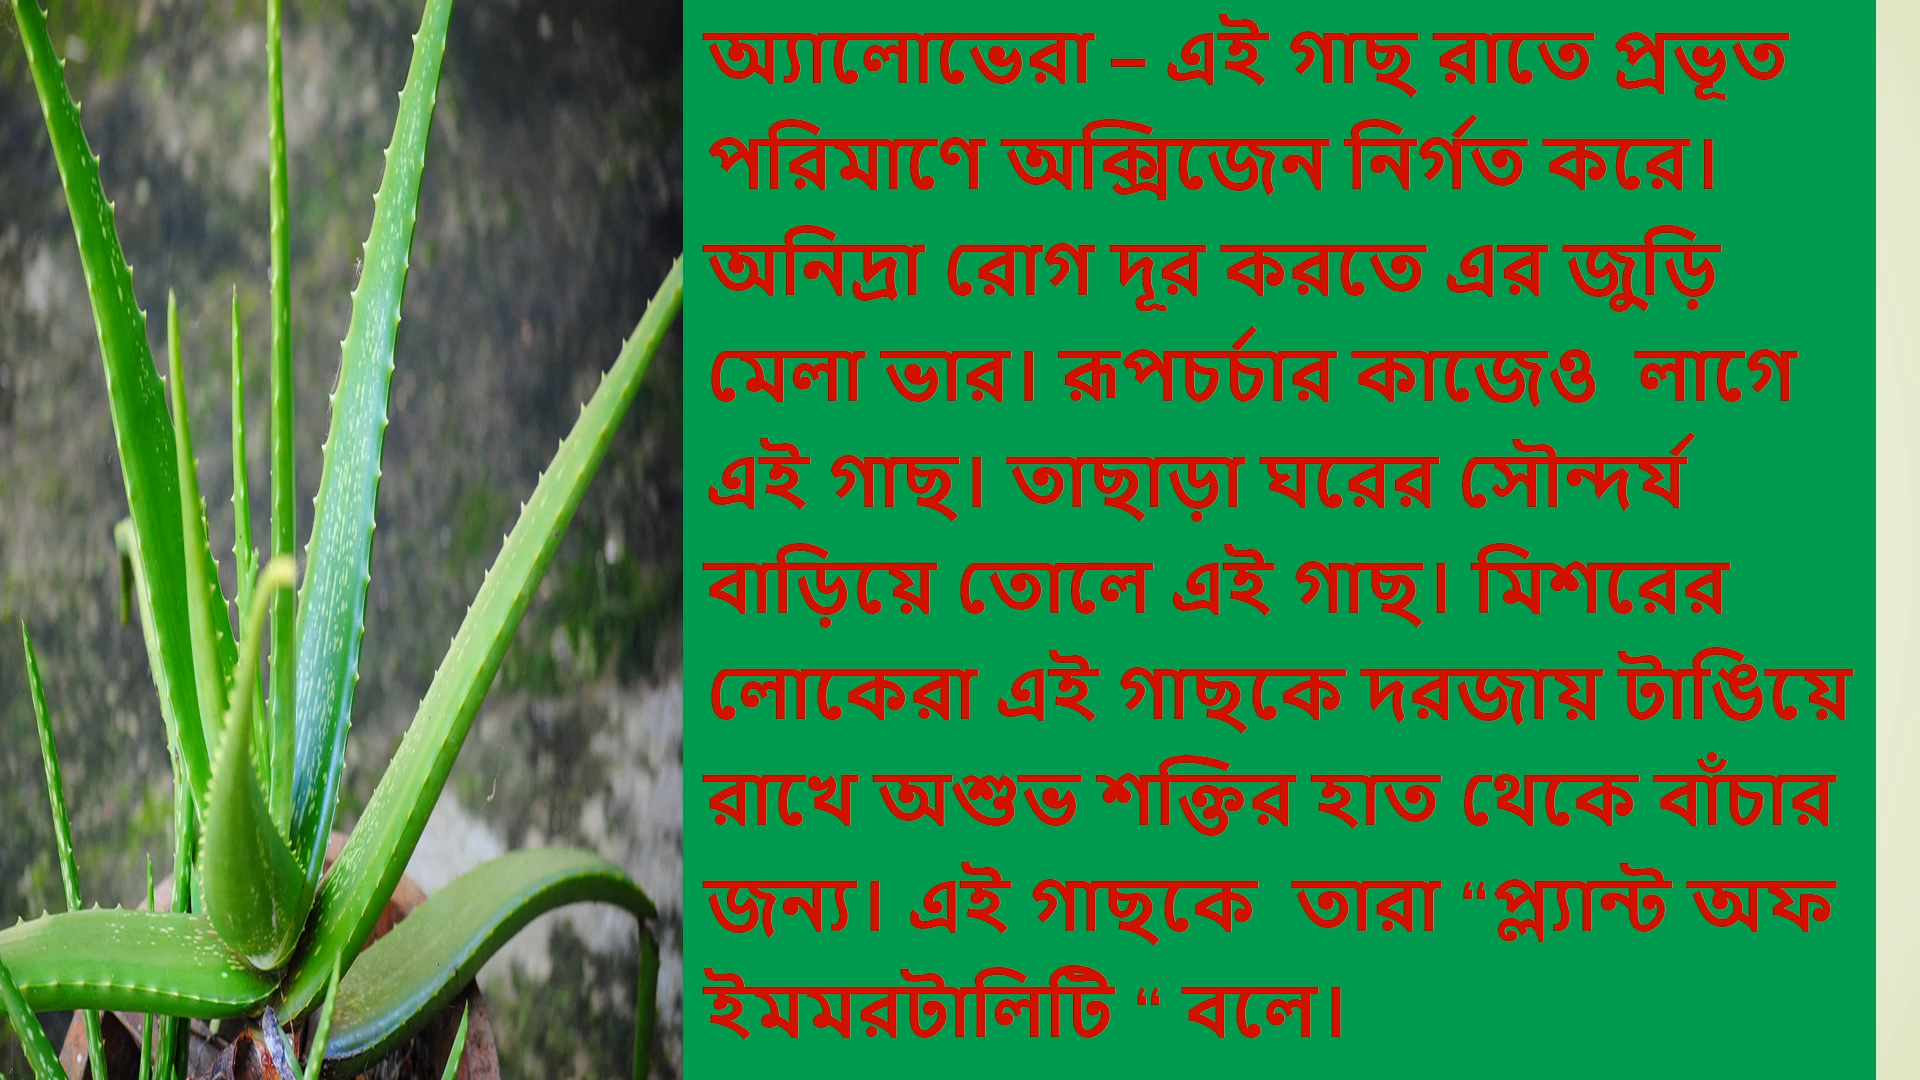 অ্যালোভেরা – এই গাছ রাতে প্রভূত
পরিমাণে অক্সিজেন নির্গত করে।
অনিদ্রা রোগ দূর করতে এর জুড়ি
মেলা ভার। রূপচর্চার কাজেও লাগে
এই গাছ। তাছাড়া ঘরের সৌন্দর্য
বাড়িয়ে তোলে এই গাছ। মিশরের
লোকেরা এই গাছকে দরজায় টাঙিয়ে
রাখে অশুভ শক্তির হাত থেকে বাঁচার
জন্য। এই গাছকে তারা “প্ল্যান্ট অফ
ইমমরটালিটি “ বলে।